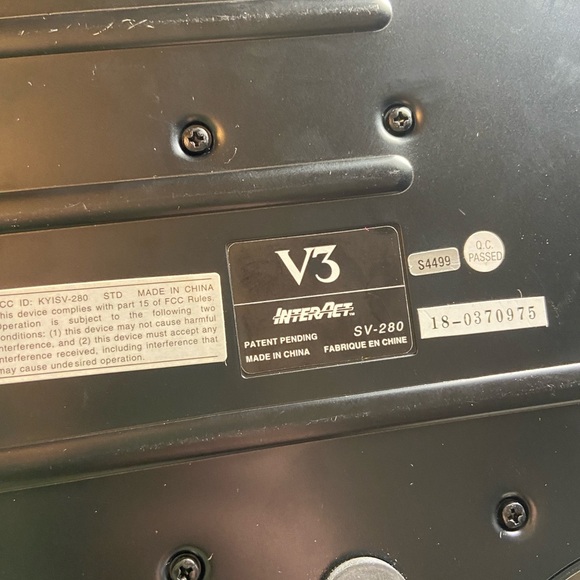 V3
INTERACT™
SV-280
PATENT PENDING
MADE IN CHINA FABRIQUE EN CHINE
S4499
Q.C.
PASSED
18-0370975
CC ID: KYISV-280 STD MADE IN CHINA
his device complies with part 15 of FCC Rules.
Operation is subject to the following two
conditions: (1) this device may not cause harmful
interference, and (2) this device must accept any
interference received, including interference that
may cause undesired operation.